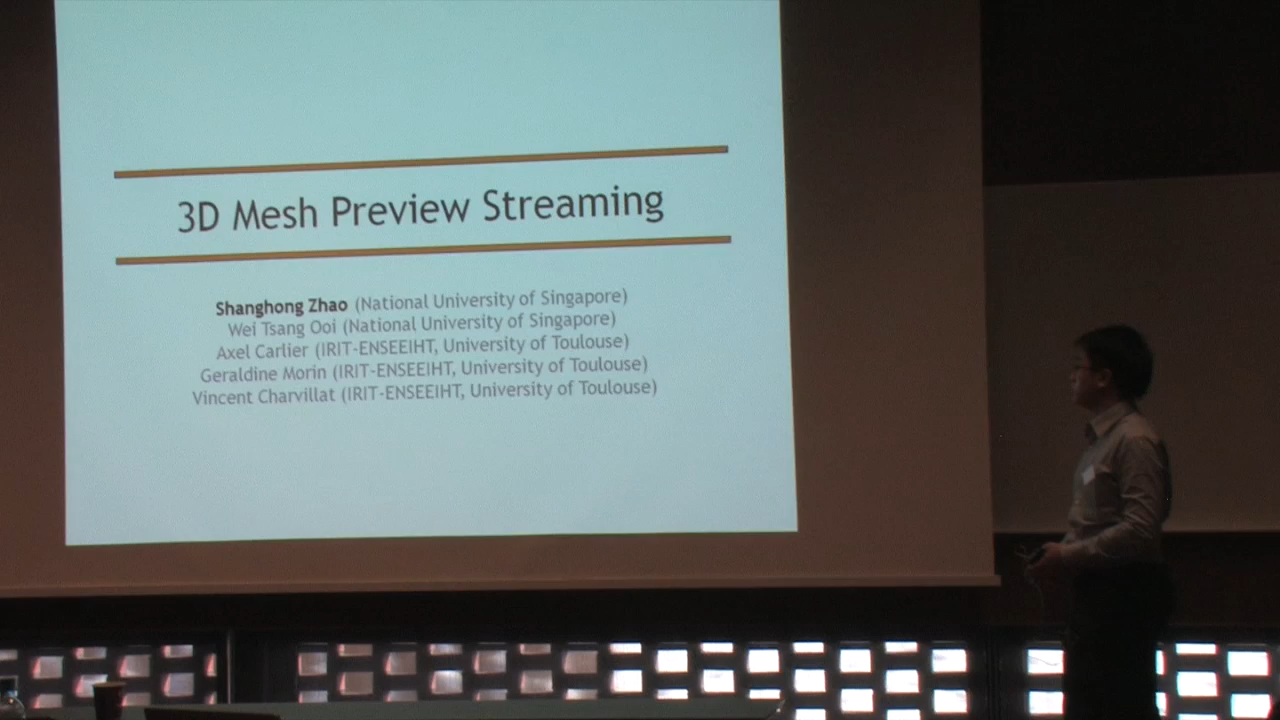 3D Mesh Preview Streaming
Shanghong Zhao (National University of Singapore)
Wei Tsang Ooi (National University of Singapore)
Axel Carlier (IRIT-ENSEEIHT, University of Toulouse)
Geraldine Morin (IRIT-ENSEEIHT, University of Toulouse)
Vincent Charvillat (IRIT-ENSEEIHT, University of Toulouse)